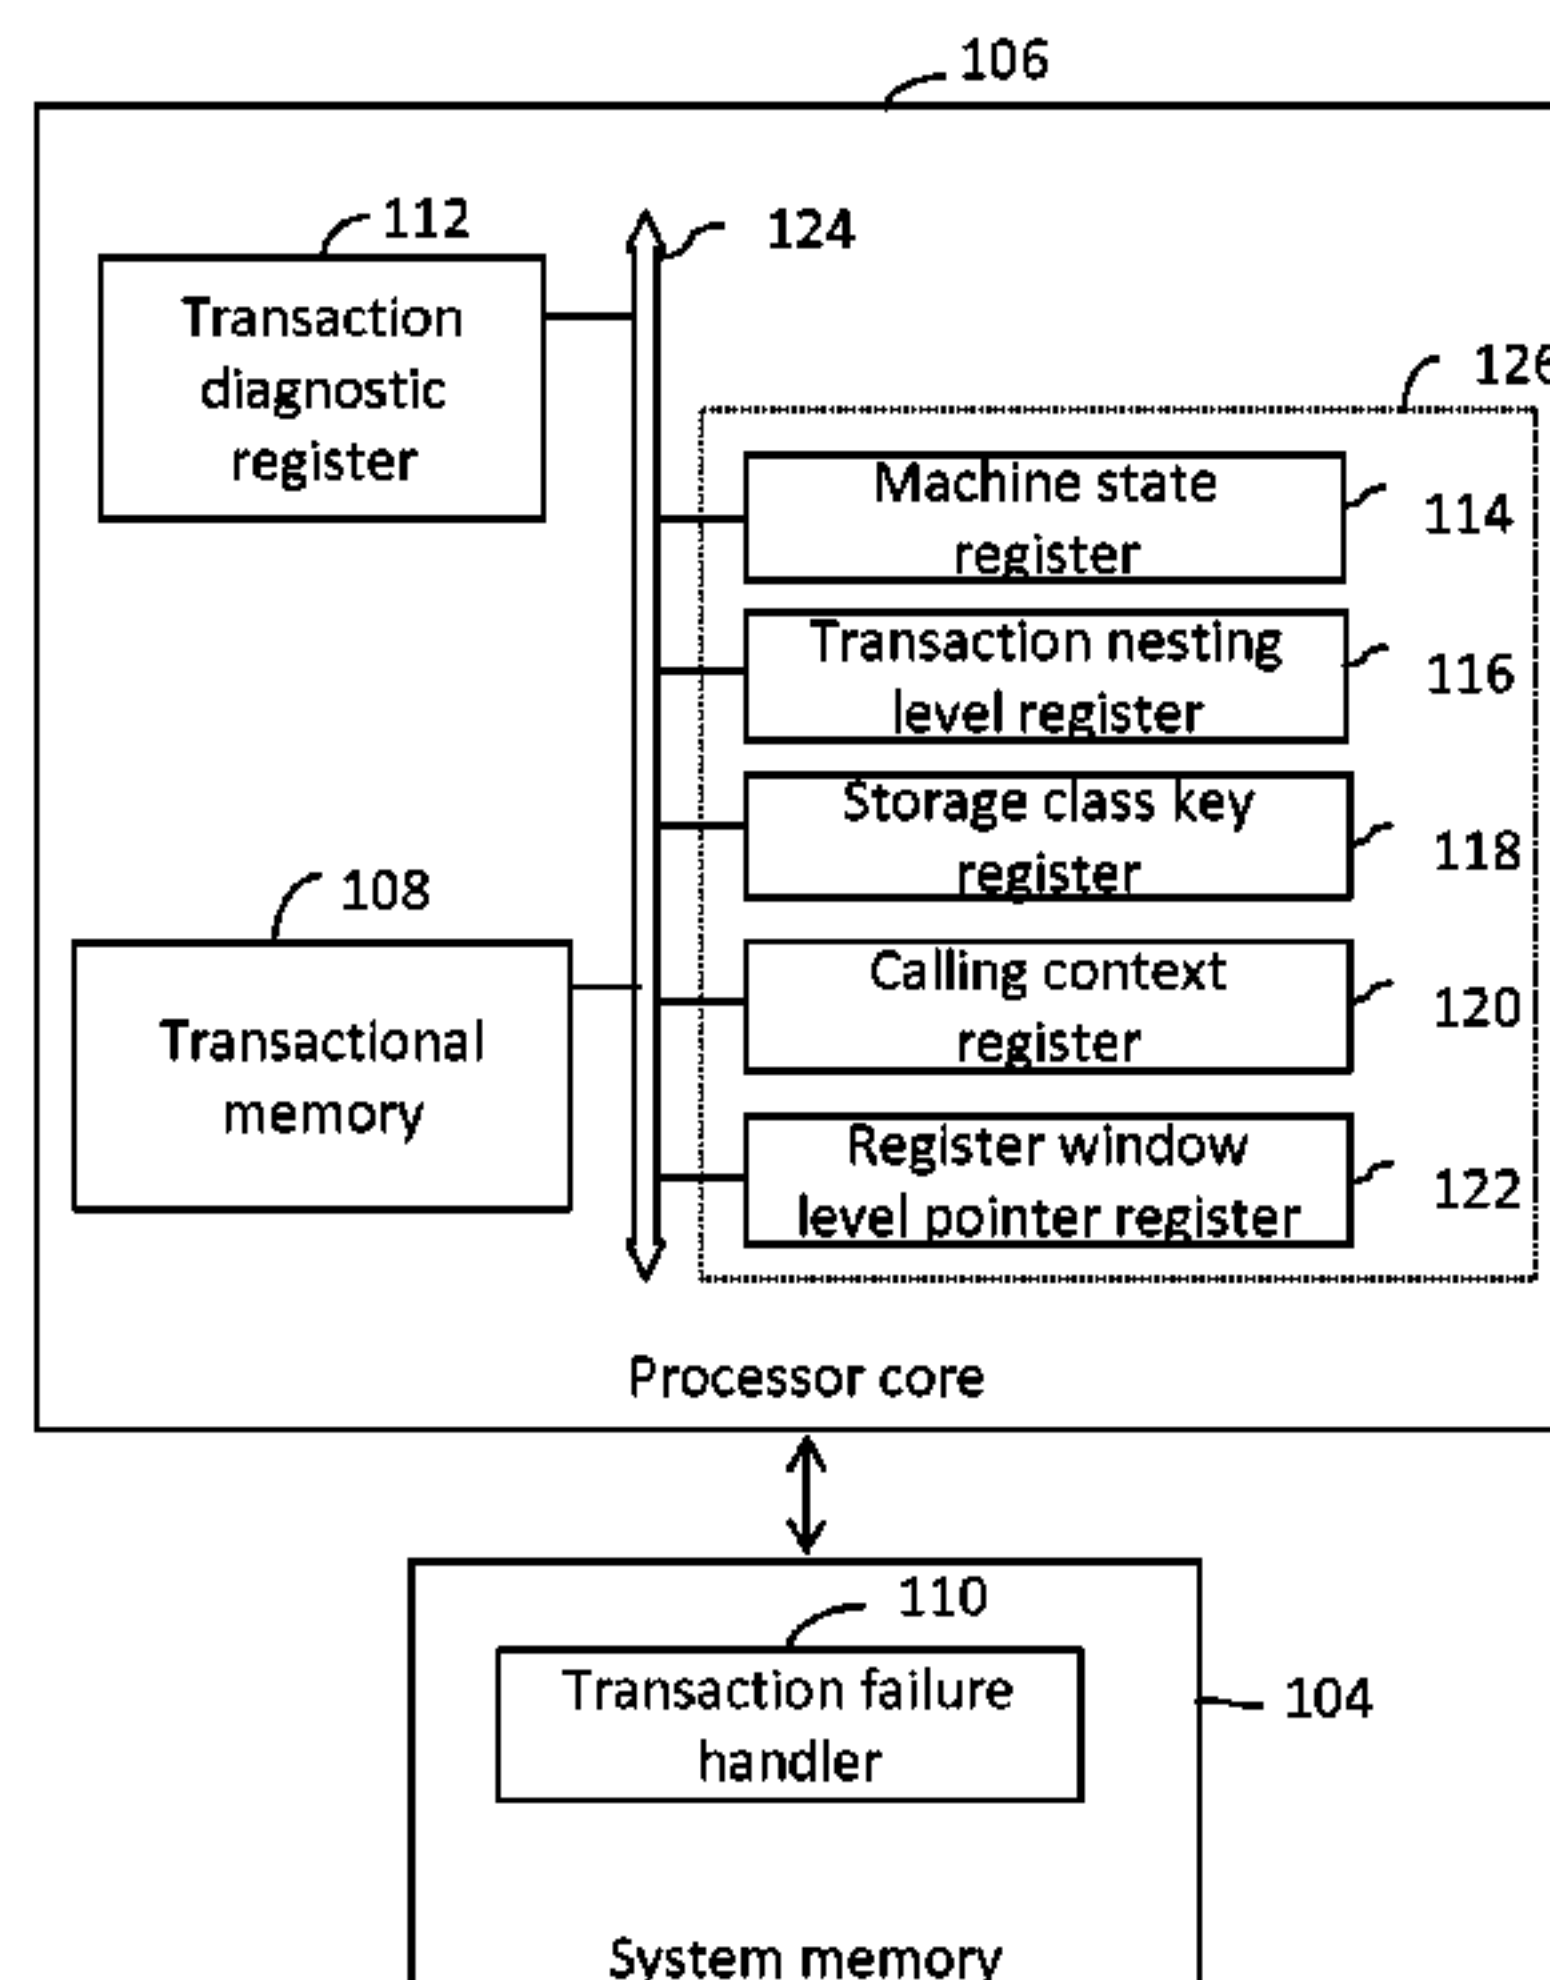 106
112
124
Transaction
diagnostic
register
126
Machine state
register
114
Transaction nesting
level register
116
Storage class key
register
118
108
Transactional
memory
Calling context
register
120
Register window
level pointer register
122
Processor core
110
Transaction failure
handler
104
System memory